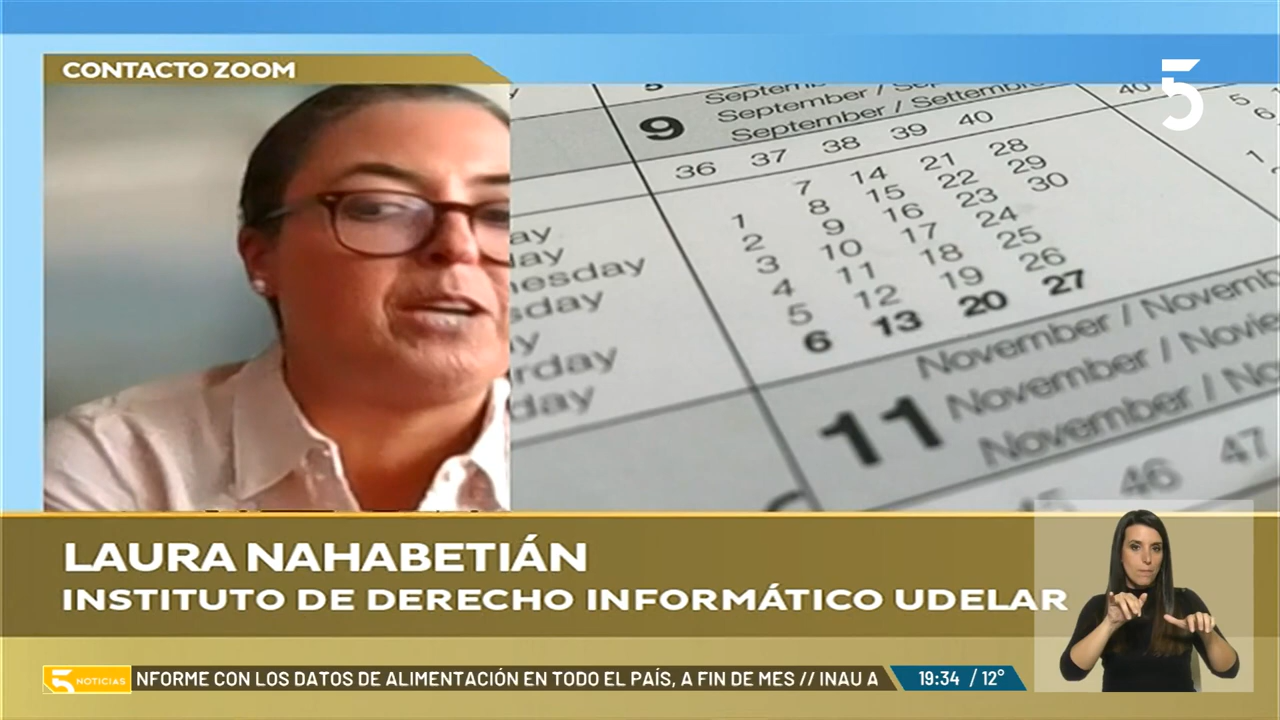 CONTACTO ZOOM
5
9
September / Settembre
36 37 38 39 40
7 14 21 28
1 8 15 22 29
2 9 16 23 30
3 10 17 24
4 11 18 25
5 12 19 26
6 13 20 27
11
November / November
November / Novem
November / No
46 47
LAURA NAHABETIÁN
INSTITUTO DE DERECHO INFORMÁTICO UDELAR
5 NOTICIAS
NFORME CON LOS DATOS DE ALIMENTACIÓN EN TODO EL PAÍS, A FIN DE MES // INAU A
19:34 / 12°